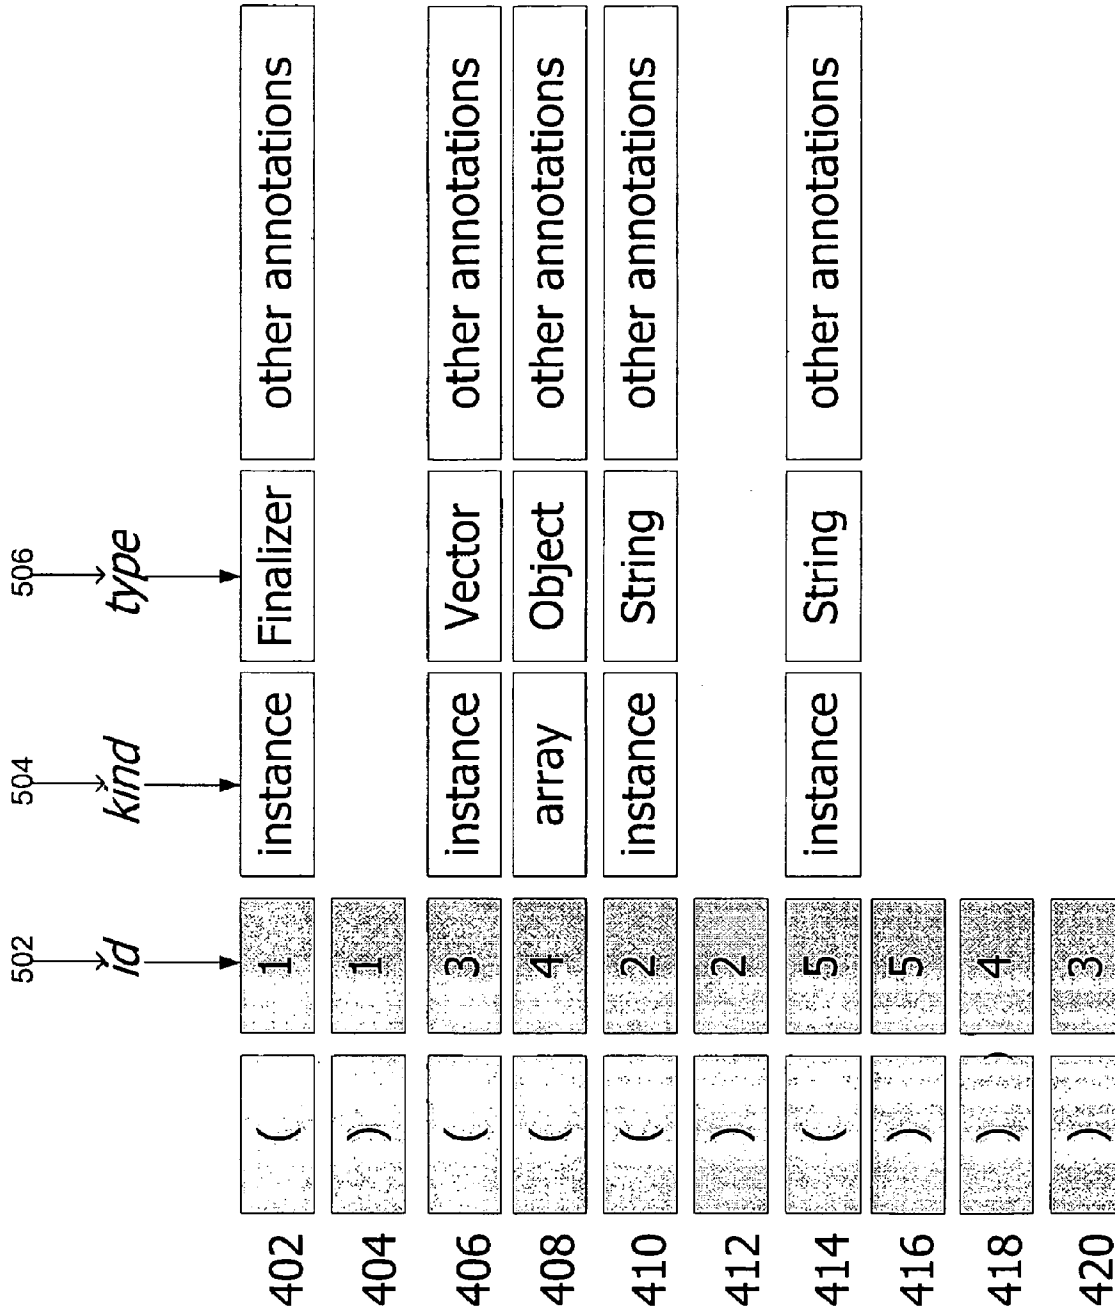 502 504 506
id kind type
402 ( 1 instance Finalizer other annotations
404 ) 1
406 ( 3 instance Vector other annotations
408 ( 4 array Object other annotations
410 ( 2 instance String other annotations
412 ) 2
414 ( 5 instance String other annotations
416 ) 5
418 ) 4
420 ) 3